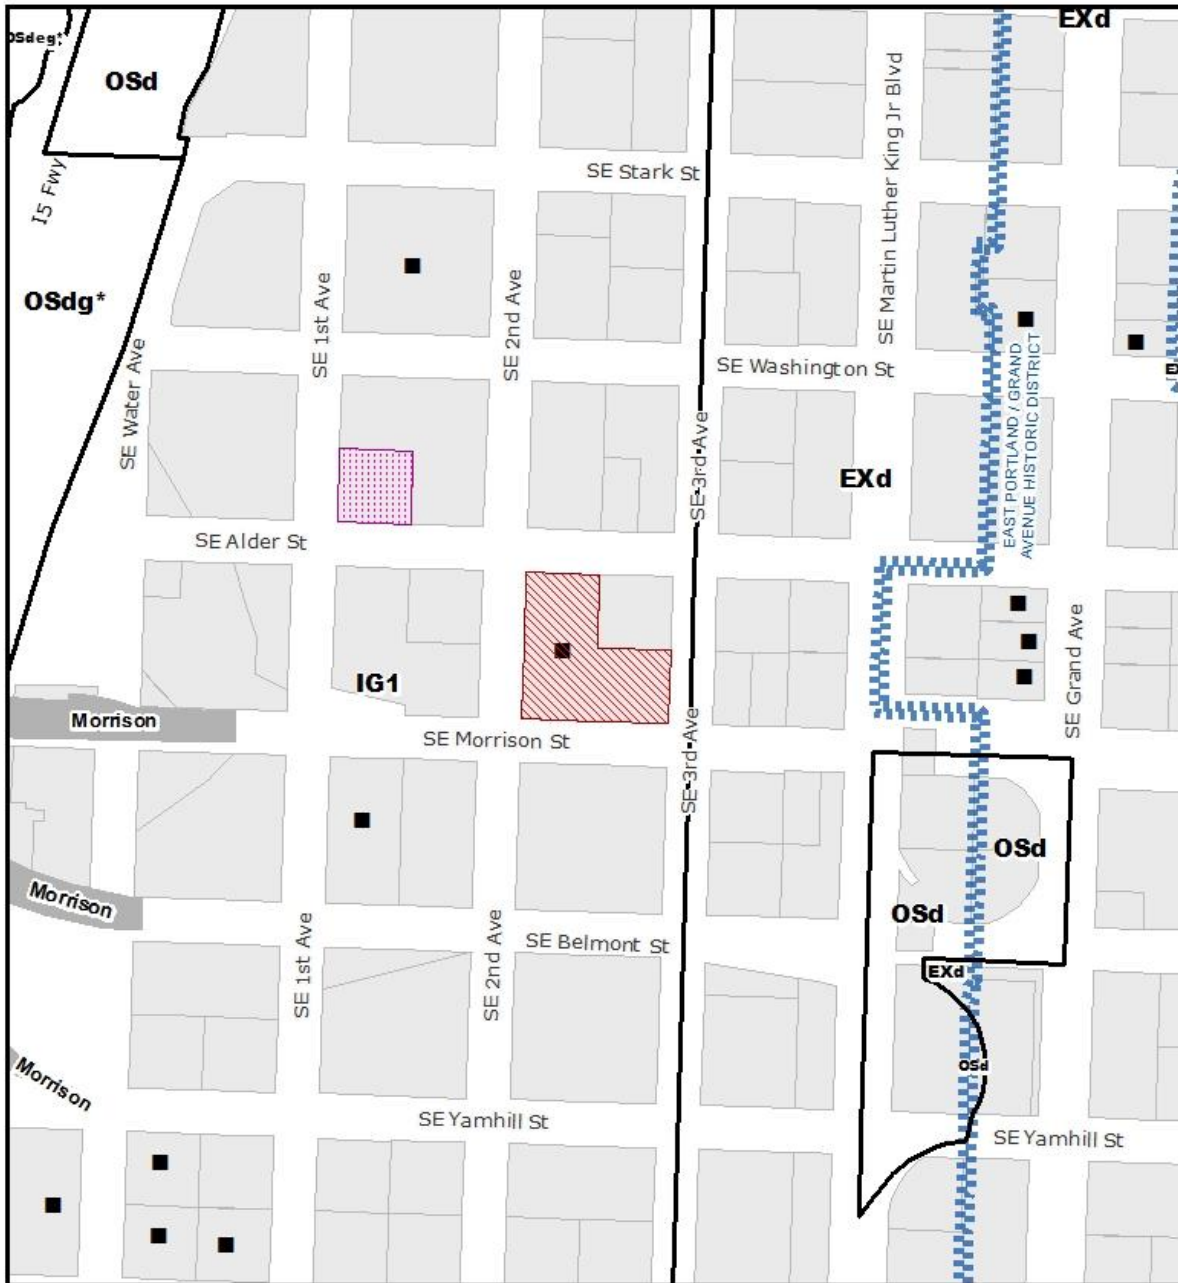 EXd
OSdeg*
OSd
SE Stark St
I5 Fwy
SE Martin Luther King Jr Blvd
OSdg*
SE 1st Ave
SE 2nd Ave
SE Water Ave
SE Washington St
EAST PORTLAND / GRAND
AVENUE HISTORIC DISTRICT
SE 3rd Ave
EXd
SE Alder St
SE Grand Ave
IG1
Morrison
SE Morrison St
SE 3rd Ave
OSd
Morrison
OSd
SE 1st Ave
SE 2nd Ave
SE Belmont St
EXd
OSd
Morrison
SE Yamhill St
SE Yamhill St